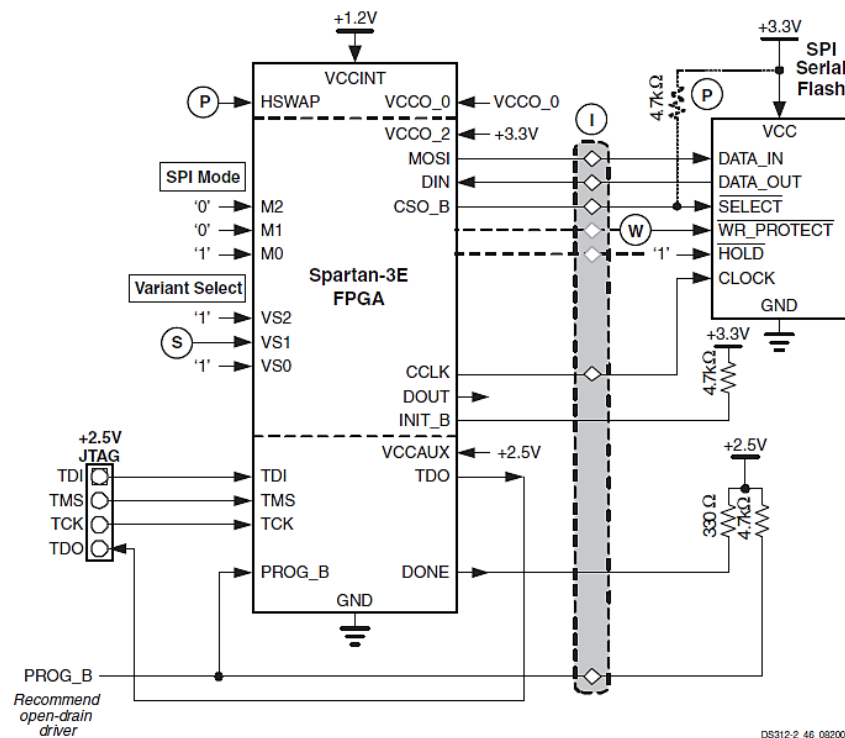 +1.2V
+3.3V
SPI
Serial
Flash
P
HSWAP
VCCINT
VCCO_0
VCCO_0
I
4.7kΩ
P
VCCO_2
+3.3V
VCC
MOSI
DATA_IN
SPI Mode
DIN
DATA_OUT
'0'
M2
CSO_B
SELECT
'0'
M1
W
WR_PROTECT
'1'
M0
'1'
HOLD
Spartan-3E
FPGA
CLOCK
Variant Select
GND
'1'
VS2
S
VS1
+3.3V
'1'
VS0
CCLK
4.7kΩ
DOUT
INIT_B
+2.5V
JTAG
VCCAUX
+2.5V
+2.5V
TDI
TDI
TDO
TMS
TMS
330Ω
4.7kΩ
TCK
TCK
TDO
PROG_B
DONE
GND
PROG_B
Recommend
open-drain
driver